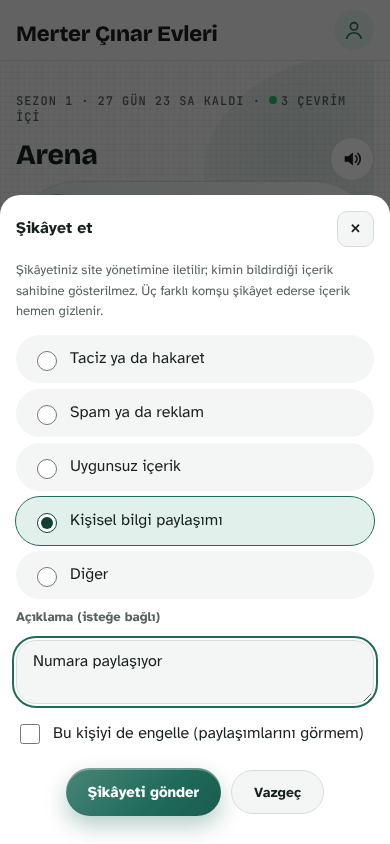 Merter Çınar Evleri
SEZON 1 · 27 GÜN 23 SA KALDI · 3 ÇEVRİM
İÇİ
Arena
Şikâyet et
×
Şikâyetiniz site yönetimine iletilir; kimin bildirdiği içerik
sahibine gösterilmez. Üç farklı komşu şikâyet ederse içerik
hemen gizlenir.
Taciz ya da hakaret
Spam ya da reklam
Uygunsuz içerik
Kişisel bilgi paylaşımı
Diğer
Açıklama (isteğe bağlı)
Numara paylaşıyor
Bu kişiyi de engelle (paylaşımlarını görmem)
Şikâyeti gönder
Vazgeç